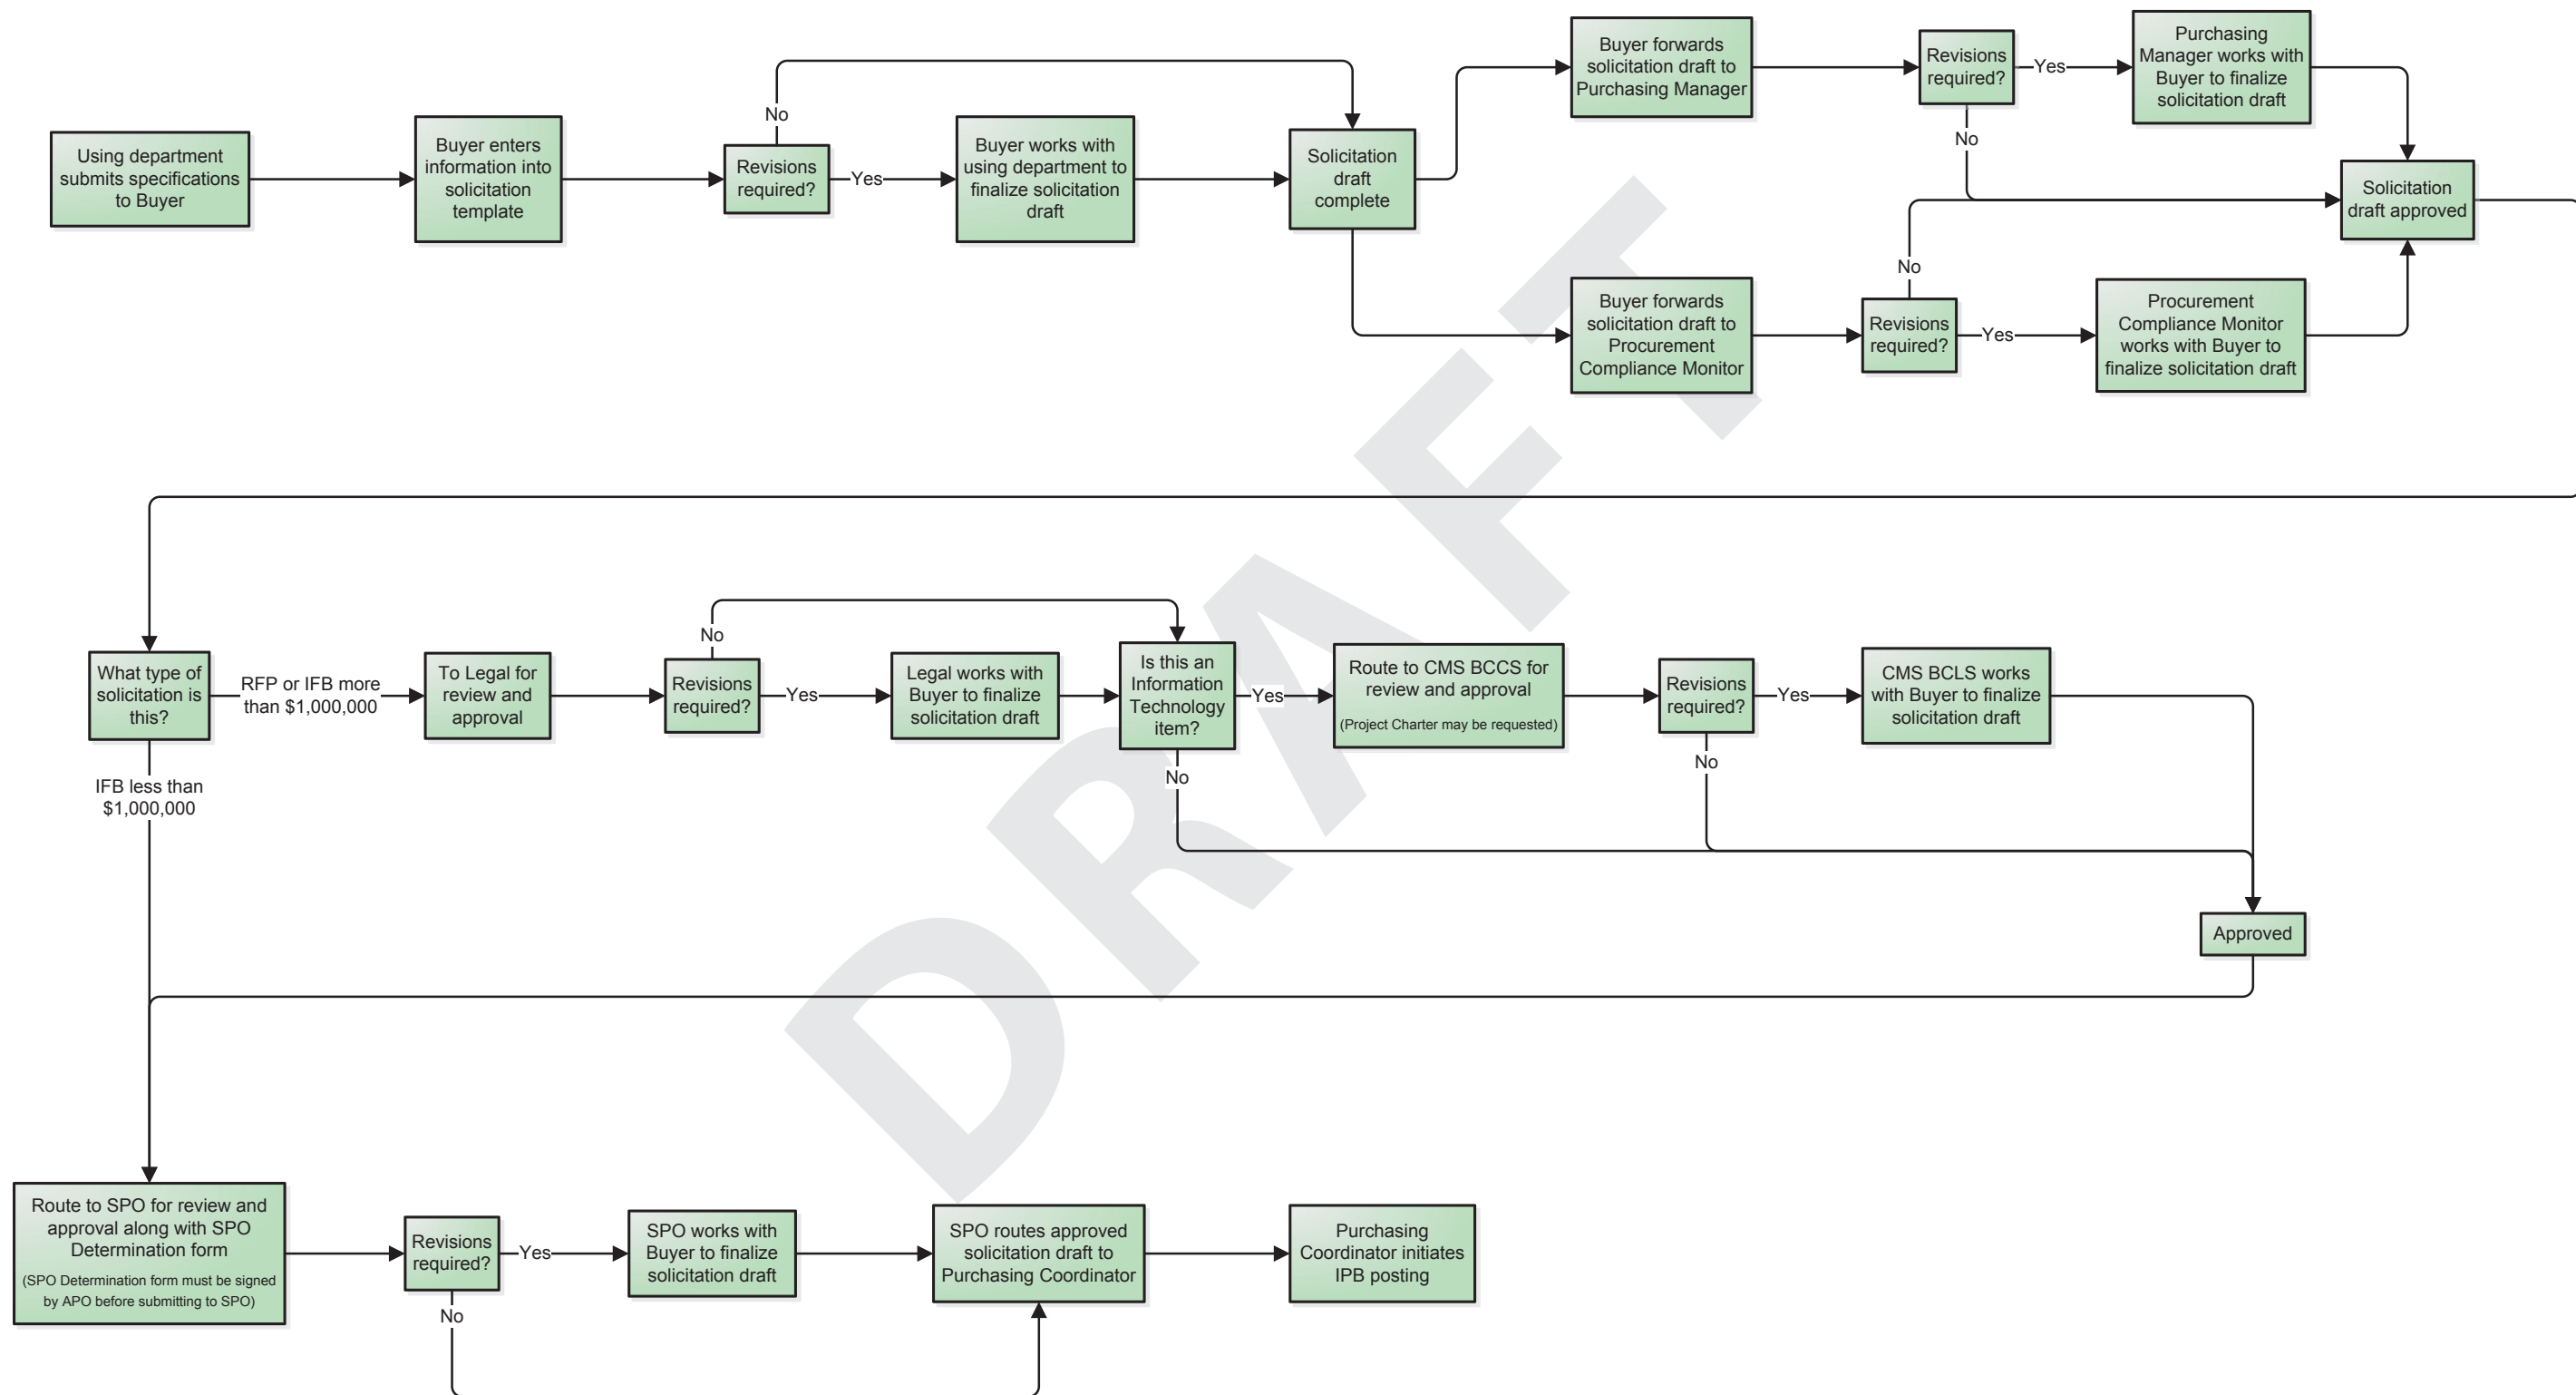 Using department
submits specifications
to Buyer
Buyer enters
information into
solicitation
template
Revisions
required?
No
Yes
Buyer works with
using department to
finalize solicitation
draft
Solicitation
draft
complete
Buyer forwards
solicitation draft to
Purchasing Manager
Revisions
required?
Yes
No
Purchasing
Manager works with
Buyer to finalize
solicitation draft
Buyer forwards
solicitation draft to
Procurement
Compliance Monitor
Revisions
required?
No
Yes
Procurement
Compliance Monitor
works with Buyer to
finalize solicitation draft
Solicitation
draft approved
What type of
solicitation is
this?
RFP or IFB more
than $1,000,000
IFB less than
$1,000,000
To Legal for
review and
approval
Revisions
required?
No
Yes
Legal works with
Buyer to finalize
solicitation draft
Is this an
Information
Technology
item?
Yes
No
Route to CMS BCCS for
review and approval
(Project Charter may be requested)
Revisions
required?
Yes
No
CMS BCLS works
with Buyer to finalize
solicitation draft
Approved
Route to SPO for review and
approval along with SPO
Determination form
(SPO Determination form must be signed
by APO before submitting to SPO)
Revisions
required?
Yes
No
SPO works with
Buyer to finalize
solicitation draft
SPO routes approved
solicitation draft to
Purchasing Coordinator
Purchasing
Coordinator initiates
IPB posting
DRAFT